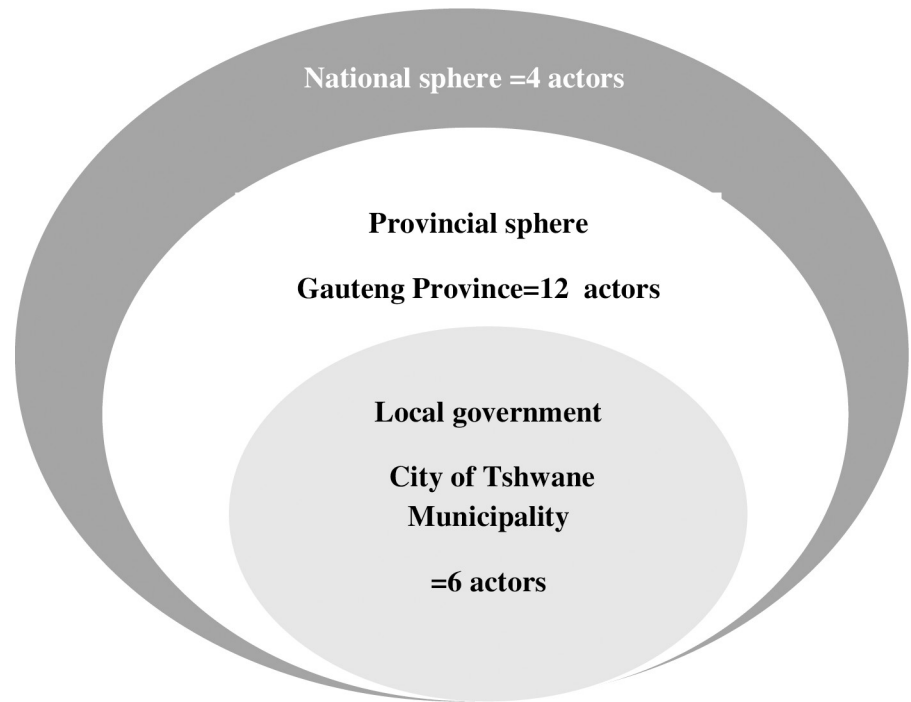 National sphere =4 actors
Provincial sphere
Gauteng Province=12 actors
Local government
City of Tshwane
Municipality
=6 actors